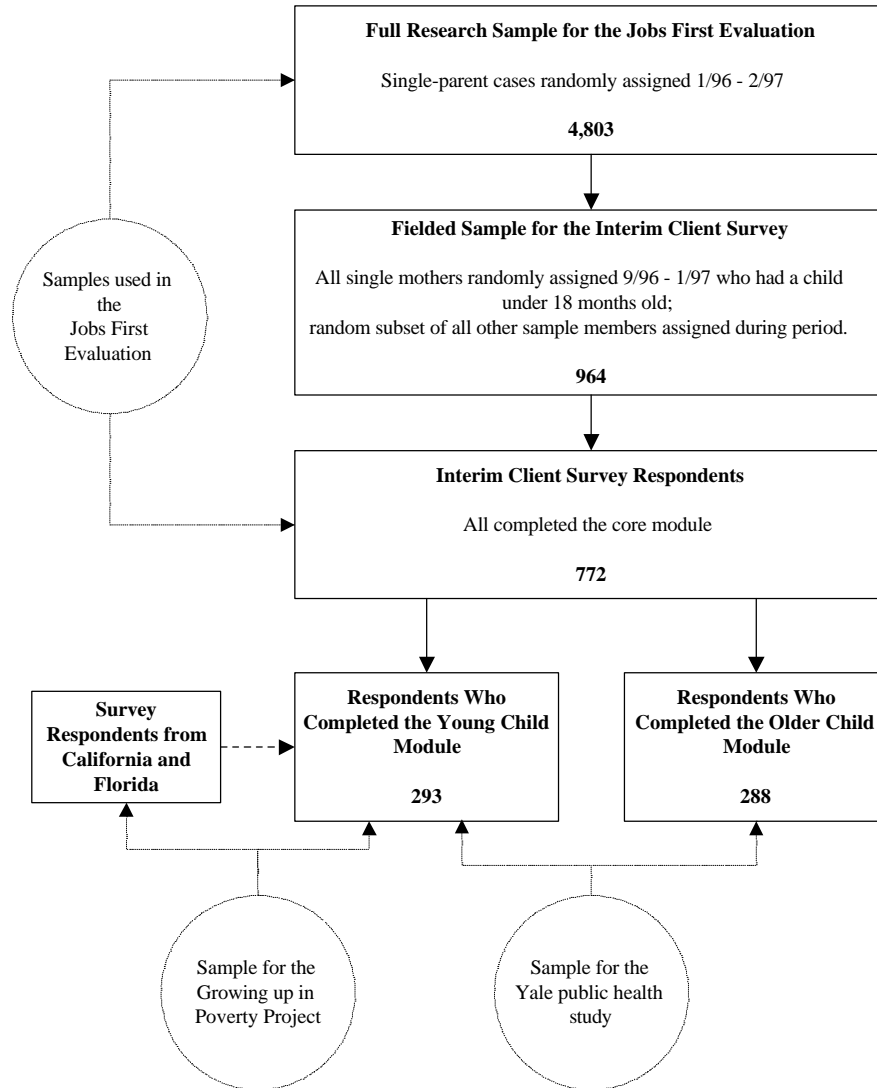 Full Research Sample for the Jobs First Evaluation
Single-parent cases randomly assigned 1/96 - 2/97
4,803
Fielded Sample for the Interim Client Survey
All single mothers randomly assigned 9/96 - 1/97 who had a child
under 18 months old;
random subset of all other sample members assigned during period.
964
Samples used in
the
Jobs First
Evaluation
Interim Client Survey Respondents
All completed the core module
772
Survey
Respondents from
California and
Florida
Respondents Who
Completed the Young Child
Module
293
Respondents Who
Completed the Older Child
Module
288
Sample for the
Growing up in
Poverty Project
Sample for the
Yale public health
study